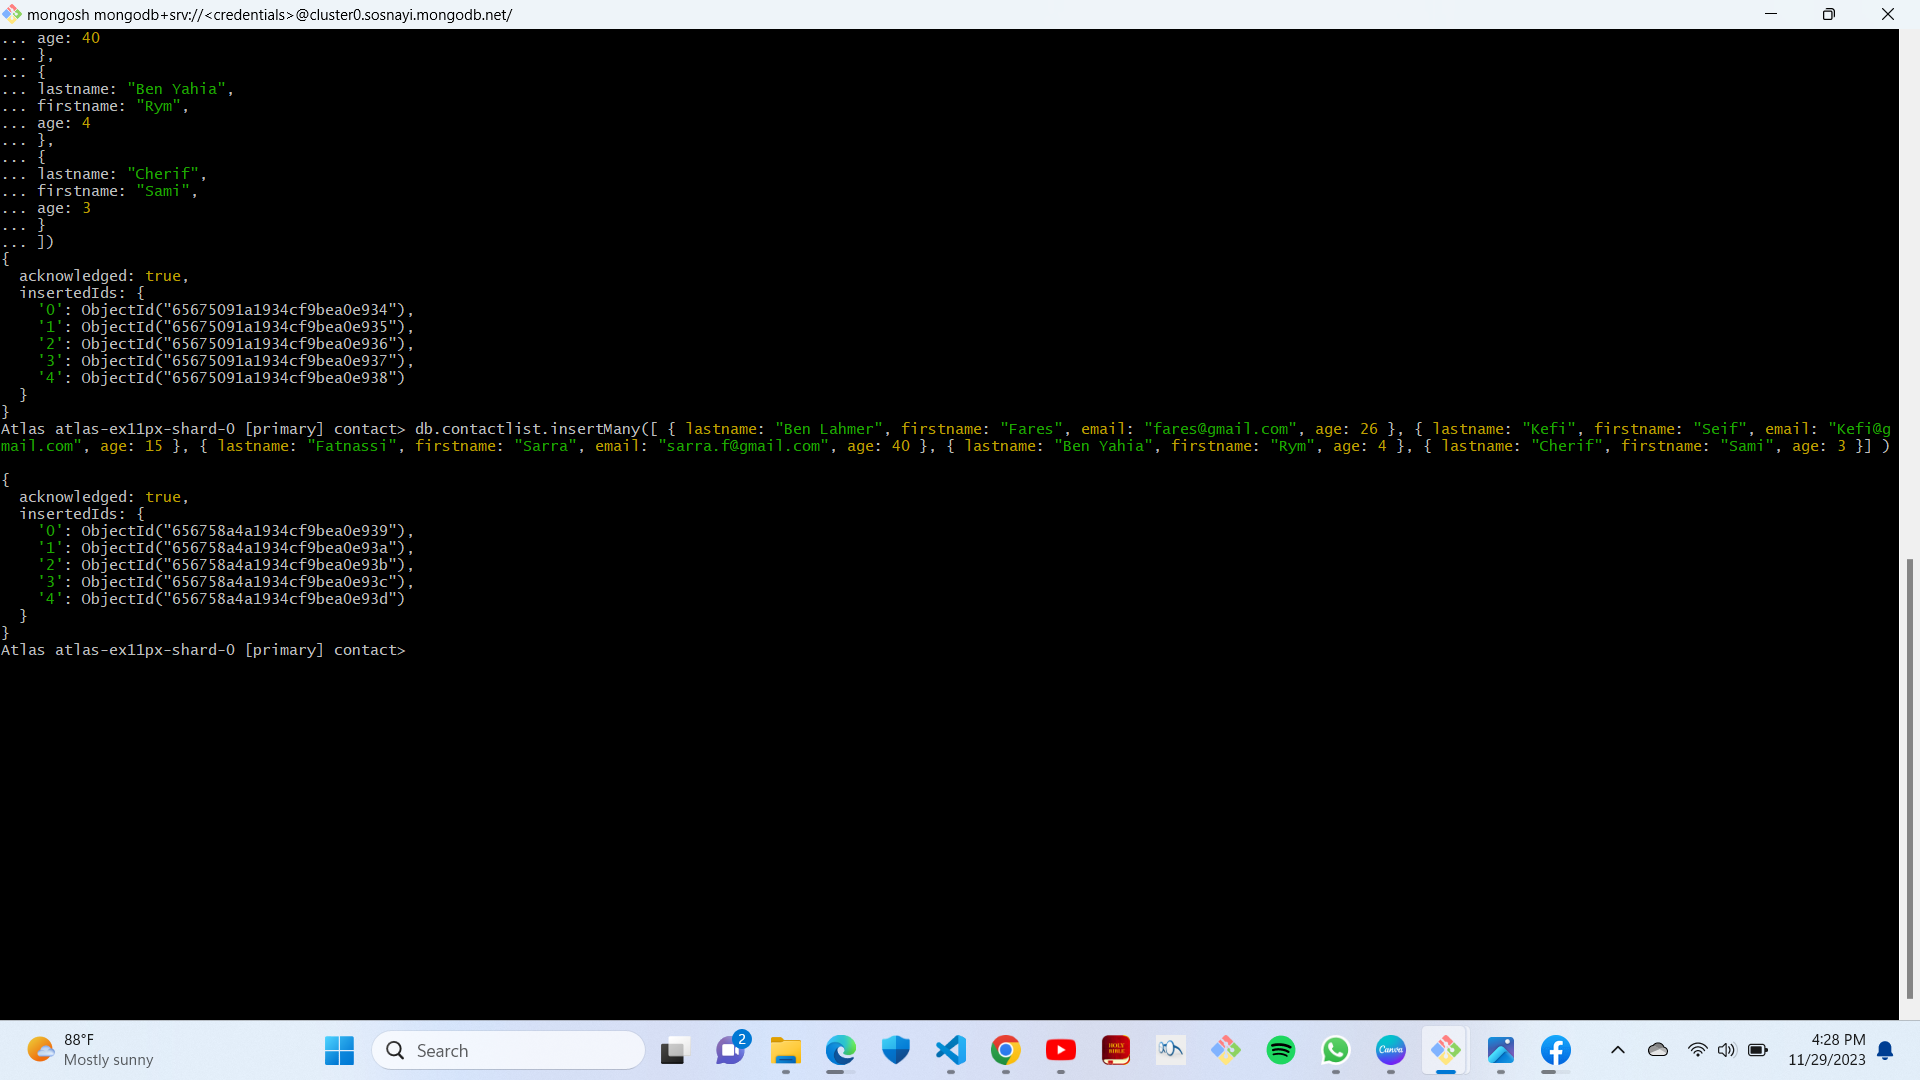 mongosh mongodb+srv://<credentials>@cluster0.sosnayi.mongodb.net/
... age: 40
... },
... {
... lastname: "Ben Yahia",
... firstname: "Rym",
... age: 4
... },
... {
... lastname: "Cherif",
... firstname: "Sami",
... age: 3
... }
... ])
{
  acknowledged: true,
  insertedIds: {
    '0': ObjectId("65675091a1934cf9bea0e934"),
    '1': ObjectId("65675091a1934cf9bea0e935"),
    '2': ObjectId("65675091a1934cf9bea0e936"),
    '3': ObjectId("65675091a1934cf9bea0e937"),
    '4': ObjectId("65675091a1934cf9bea0e938")
  }
}
Atlas atlas-ex11px-shard-0 [primary] contact> db.contactlist.insertMany([ { lastname: "Ben Lahmer", firstname: "Fares", email: "fares@gmail.com", age: 26 }, { lastname: "Kefi", firstname: "Seif", email: "Kefi@g
mail.com", age: 15 }, { lastname: "Fatnassi", firstname: "Sarra", email: "sarra.f@gmail.com", age: 40 }, { lastname: "Ben Yahia", firstname: "Rym", age: 4 }, { lastname: "Cherif", firstname: "Sami", age: 3 }] )
{
  acknowledged: true,
  insertedIds: {
    '0': ObjectId("656758a4a1934cf9bea0e939"),
    '1': ObjectId("656758a4a1934cf9bea0e93a"),
    '2': ObjectId("656758a4a1934cf9bea0e93b"),
    '3': ObjectId("656758a4a1934cf9bea0e93c"),
    '4': ObjectId("656758a4a1934cf9bea0e93d")
  }
}
Atlas atlas-ex11px-shard-0 [primary] contact>
88°F
Mostly sunny
Search
2
HOLY BIBLE
Canva
4:28 PM
11/29/2023